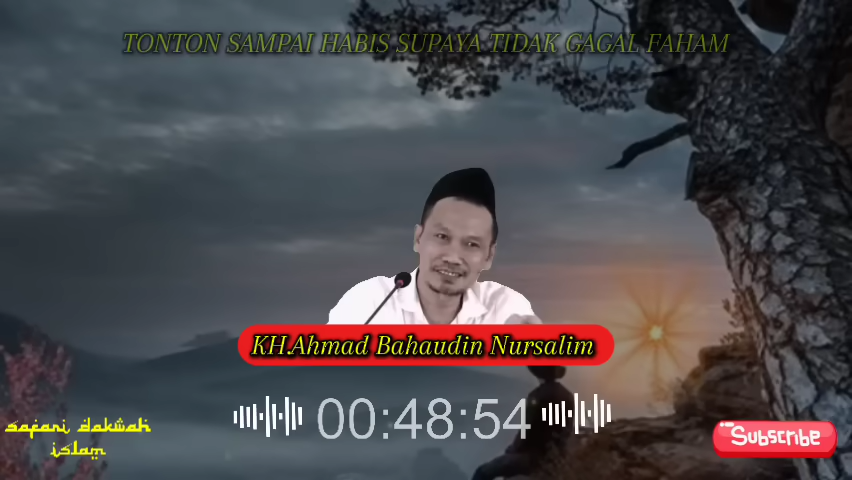 TONTON SAMPAI HABIS SUPAYA TIDAK GAGAL FAHAM
KH.Ahmad Bahaudin Nursalim
00:48:54
safari dakwah
islam
Subscribe